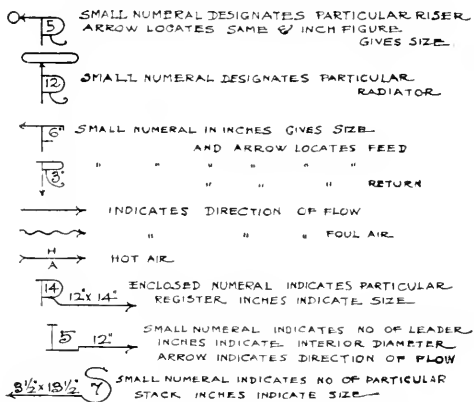 5 SMALL NUMERAL DESIGNATES PARTICULAR RISER
R ARROW LOCATES SAME & INCH FIGURE
GIVES SIZE
12 SMALL NUMERAL DESIGNATES PARTICULAR
R RADIATOR
F 6" SMALL NUMERAL IN INCHES GIVES SIZE
AND ARROW LOCATES FEED
R 3" " " " " "
" " " RETURN
INDICATES DIRECTION OF FLOW
" " " FOUL AIR
H
A HOT AIR
R 14 ENCLOSED NUMERAL INDICATES PARTICULAR
12"x 14" REGISTER INCHES INDICATE SIZE
L 5 12" SMALL NUMERAL INDICATES NO OF LEADER
INCHES INDICATE INTERIOR DIAMETER
ARROW INDICATES DIRECTION OF FLOW
3½"x 13½" S 7 SMALL NUMERAL INDICATES NO OF PARTICULAR
STACK INCHES INDICATE SIZE